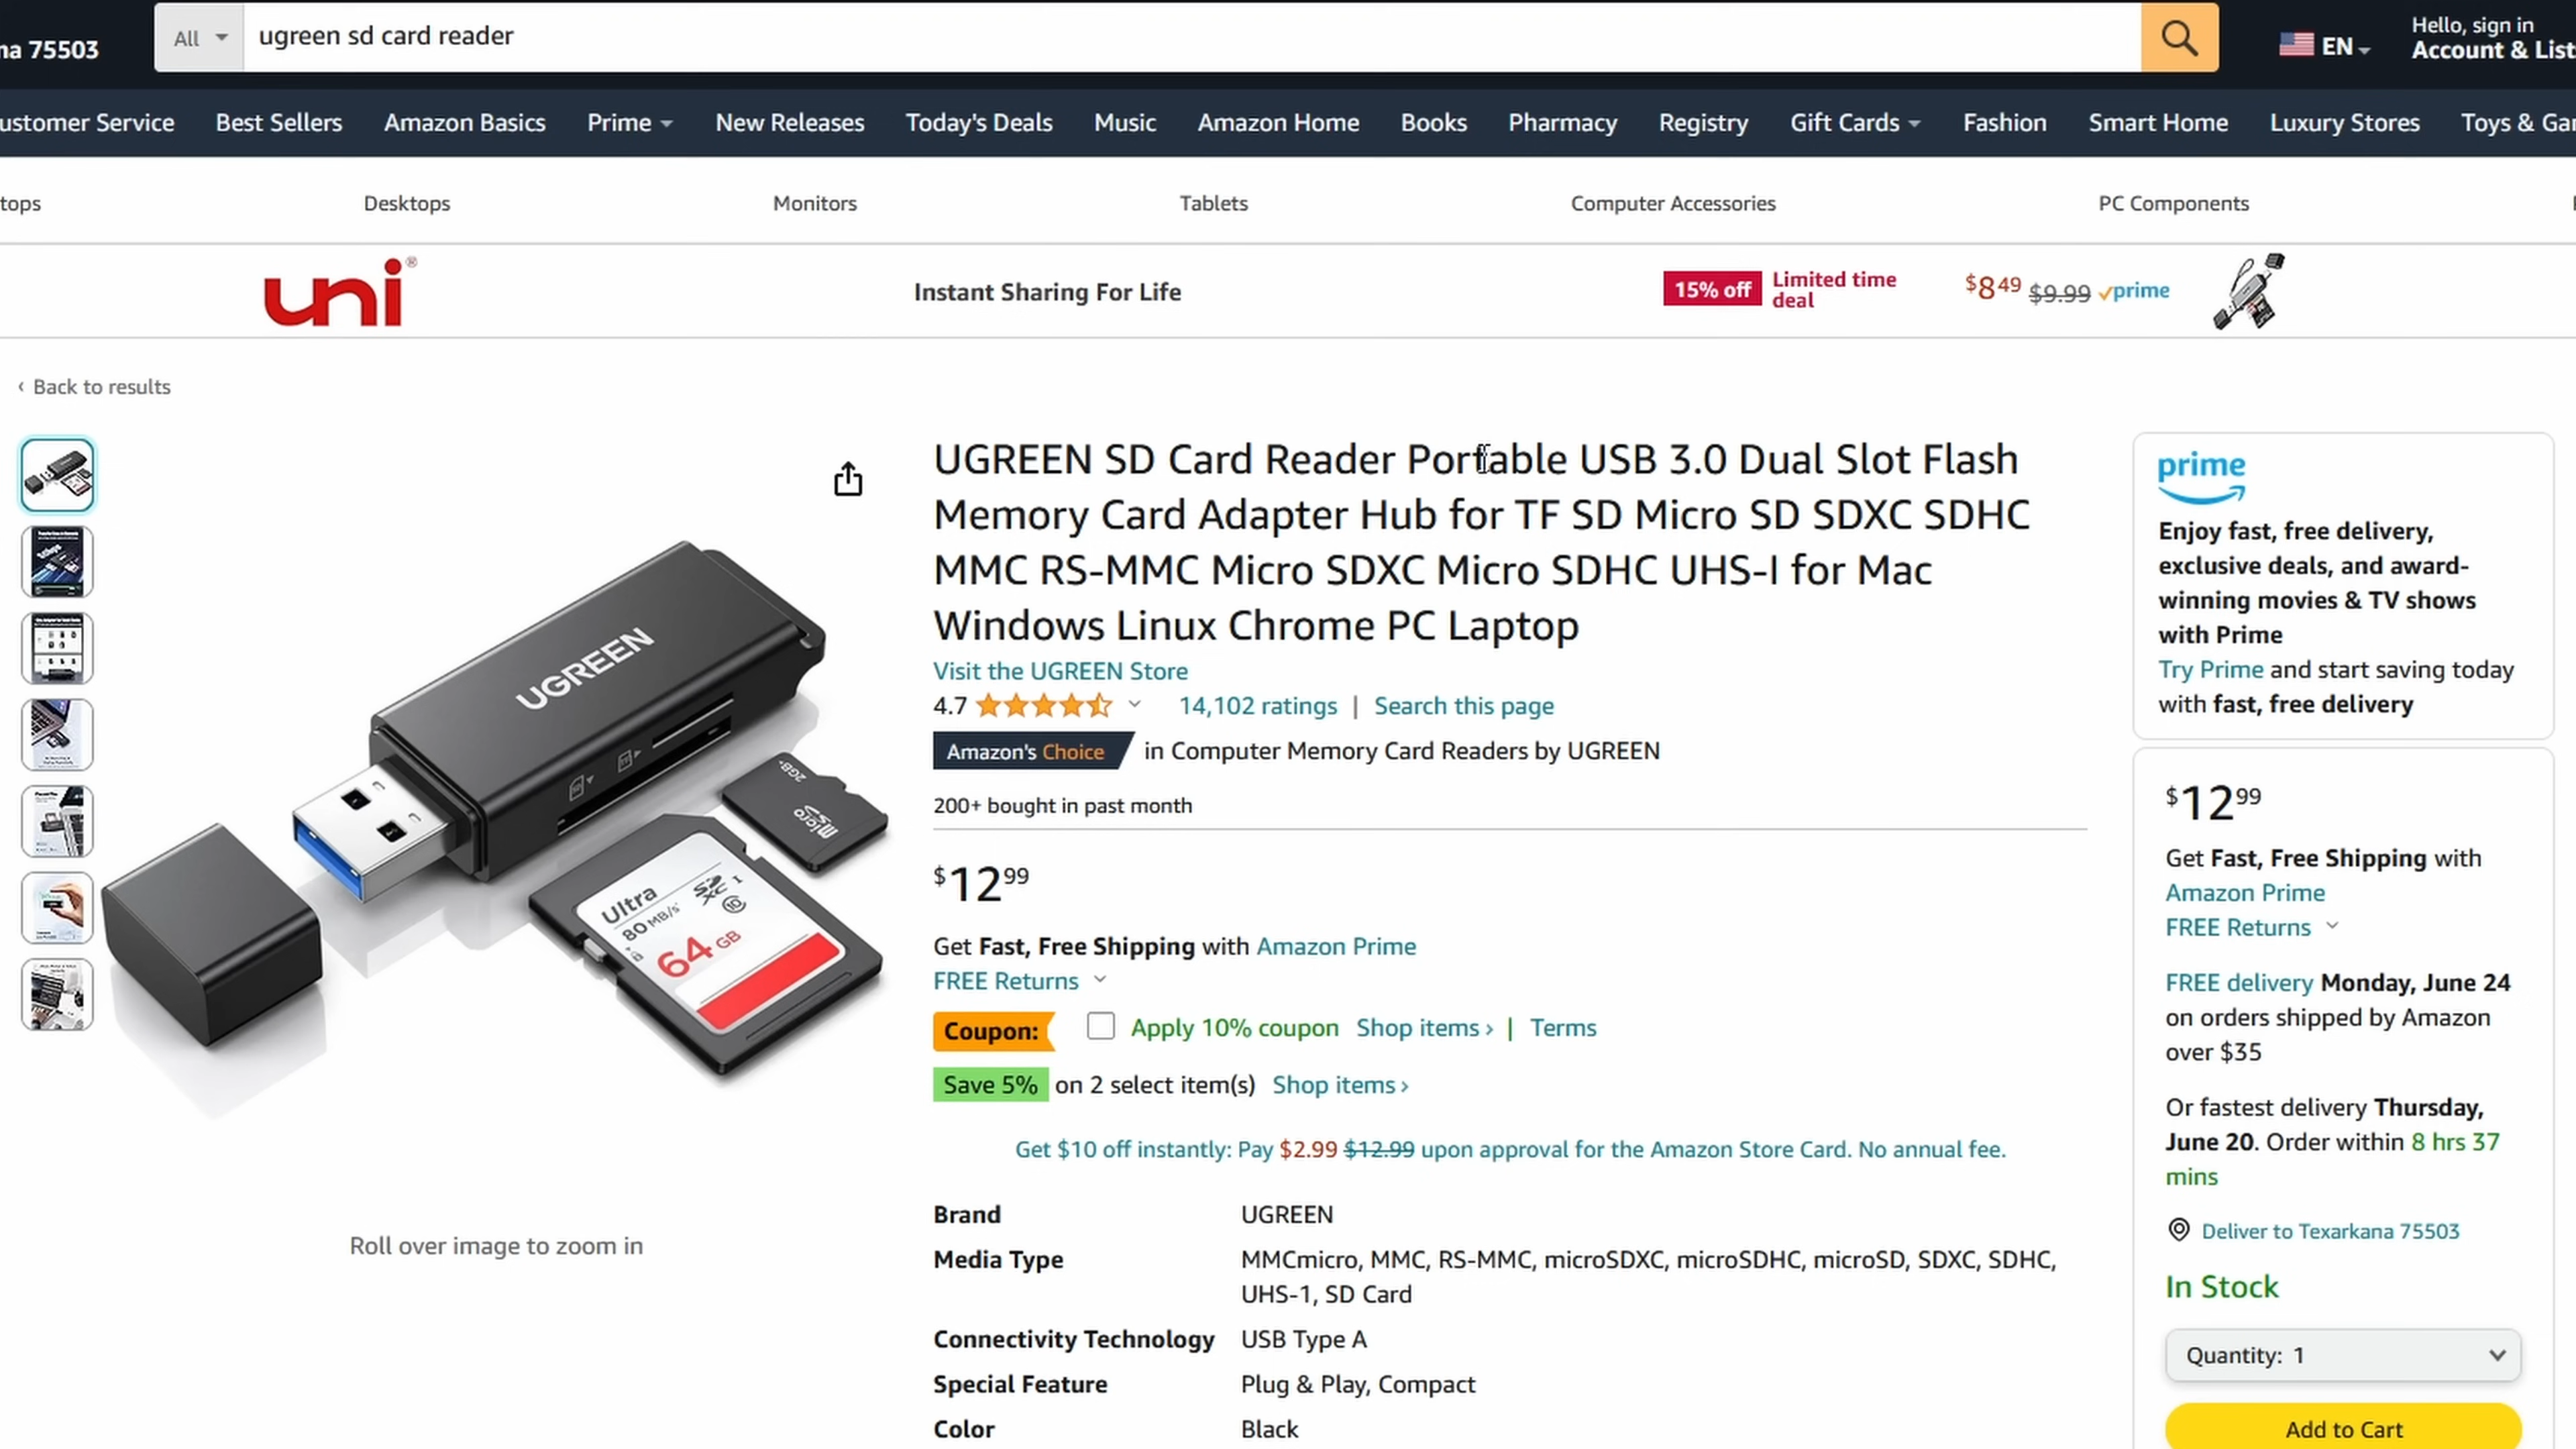 na 75503
All
ugreen sd card reader
EN
Hello, sign in
Account & List
ustomer Service
Best Sellers
Amazon Basics
Prime
New Releases
Today's Deals
Music
Amazon Home
Books
Pharmacy
Registry
Gift Cards
Fashion
Smart Home
Luxury Stores
Toys & Gar
tops
Desktops
Monitors
Tablets
Computer Accessories
PC Components
uni®
Instant Sharing For Life
15% off
Limited time
deal
$8 49 $9.99 prime
‹ Back to results
UGREEN
2GB
micro SD
Ultra
80 MB/s
SD XC I
10
64 GB
Roll over image to zoom in
UGREEN SD Card Reader Portable USB 3.0 Dual Slot Flash
Memory Card Adapter Hub for TF SD Micro SD SDXC SDHC
MMC RS-MMC Micro SDXC Micro SDHC UHS-I for Mac
Windows Linux Chrome PC Laptop
Visit the UGREEN Store
4.7 14,102 ratings | Search this page
Amazon's Choice in Computer Memory Card Readers by UGREEN
200+ bought in past month
$12 99
Get Fast, Free Shipping with Amazon Prime
FREE Returns
Coupon: Apply 10% coupon Shop items › | Terms
Save 5% on 2 select item(s) Shop items ›
Get $10 off instantly: Pay $2.99 $12.99 upon approval for the Amazon Store Card. No annual fee.
Brand UGREEN
Media Type MMCmicro, MMC, RS-MMC, microSDXC, microSDHC, microSD, SDXC, SDHC,
UHS-1, SD Card
Connectivity Technology USB Type A
Special Feature Plug & Play, Compact
Color Black
prime
Enjoy fast, free delivery,
exclusive deals, and award-
winning movies & TV shows
with Prime
Try Prime and start saving today
with fast, free delivery
$12 99
Get Fast, Free Shipping with
Amazon Prime
FREE Returns
FREE delivery Monday, June 24
on orders shipped by Amazon
over $35
Or fastest delivery Thursday,
June 20. Order within 8 hrs 37
mins
Deliver to Texarkana 75503
In Stock
Quantity: 1
Add to Cart